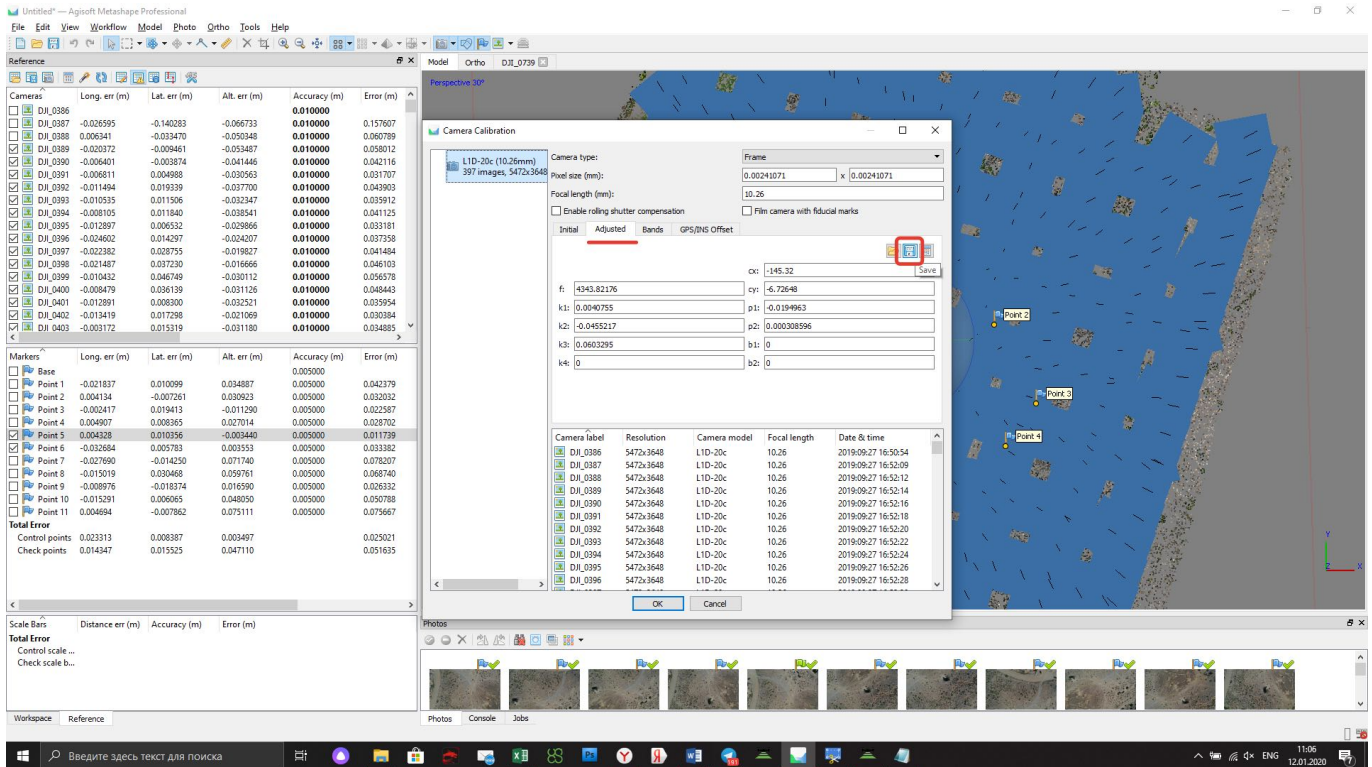 Untitled* — Agisoft Metashape Professional
File Edit View Workflow Model Photo Ortho Tools Help
Reference
Cameras Long. err (m) Lat. err (m) Alt. err (m) Accuracy (m) Error (m)
DJI_0386 0.010000
DJI_0387 -0.026595 -0.140283 -0.066733 0.010000 0.157607
DJI_0388 0.006341 -0.033470 -0.050348 0.010000 0.060789
DJI_0389 -0.020372 -0.009461 -0.053487 0.010000 0.058012
DJI_0390 -0.006401 -0.003874 -0.041446 0.010000 0.042116
DJI_0391 -0.006811 0.004988 -0.030563 0.010000 0.031707
DJI_0392 -0.011494 0.019339 -0.037700 0.010000 0.043903
DJI_0393 -0.010535 0.011506 -0.032347 0.010000 0.035912
DJI_0394 -0.008105 0.011840 -0.038541 0.010000 0.041125
DJI_0395 -0.012897 0.006532 -0.029866 0.010000 0.033181
DJI_0396 -0.024602 0.014297 -0.024207 0.010000 0.037358
DJI_0397 -0.022382 0.028755 -0.019827 0.010000 0.041484
DJI_0398 -0.021487 0.037230 -0.016666 0.010000 0.046103
DJI_0399 -0.010432 0.046749 -0.030112 0.010000 0.056578
DJI_0400 -0.008479 0.036139 -0.031126 0.010000 0.048443
DJI_0401 -0.012891 0.008300 -0.032521 0.010000 0.035954
DJI_0402 -0.013419 0.017298 -0.021069 0.010000 0.030384
DJI_0403 -0.003172 0.015319 -0.031180 0.010000 0.034885
Markers Long. err (m) Lat. err (m) Alt. err (m) Accuracy (m) Error (m)
Base 0.005000
Point 1 -0.021837 0.010099 0.034887 0.005000 0.042379
Point 2 0.004134 -0.007261 0.030923 0.005000 0.032032
Point 3 -0.002417 0.019413 -0.011290 0.005000 0.022587
Point 4 0.004907 0.008365 0.027014 0.005000 0.028702
Point 5 0.004328 0.010356 -0.003440 0.005000 0.011739
Point 6 -0.032684 0.005783 0.003553 0.005000 0.033382
Point 7 -0.027690 -0.014250 0.071740 0.005000 0.078207
Point 8 -0.015019 0.030468 0.059761 0.005000 0.068740
Point 9 -0.008976 -0.018374 0.016590 0.005000 0.026332
Point 10 -0.015291 0.006065 0.048050 0.005000 0.050788
Point 11 0.004694 -0.007862 0.075111 0.005000 0.075667
Total Error
Control points 0.023313 0.008387 0.003497 0.025021
Check points 0.014347 0.015525 0.047110 0.051635
Scale Bars Distance err (m) Accuracy (m) Error (m)
Total Error
Control scale ...
Check scale b...
Workspace Reference
Model Ortho DJI_0739
Perspective 30°
Camera Calibration
L1D-20c (10.26mm)
397 images, 5472x3648
Camera type: Frame
Pixel size (mm): 0.00241071 x 0.00241071
Focal length (mm): 10.26
Enable rolling shutter compensation Film camera with fiducial marks
Initial Adjusted Bands GPS/INS Offset
Save
cx: -145.32
f: 4343.82176 cy: -6.72648
k1: 0.0040755 p1: -0.0194963
k2: -0.0455217 p2: 0.000308596
k3: 0.0603295 b1: 0
k4: 0 b2: 0
Camera label Resolution Camera model Focal length Date & time
DJI_0386 5472x3648 L1D-20c 10.26 2019:09:27 16:50:54
DJI_0387 5472x3648 L1D-20c 10.26 2019:09:27 16:52:09
DJI_0388 5472x3648 L1D-20c 10.26 2019:09:27 16:52:12
DJI_0389 5472x3648 L1D-20c 10.26 2019:09:27 16:52:14
DJI_0390 5472x3648 L1D-20c 10.26 2019:09:27 16:52:16
DJI_0391 5472x3648 L1D-20c 10.26 2019:09:27 16:52:18
DJI_0392 5472x3648 L1D-20c 10.26 2019:09:27 16:52:20
DJI_0393 5472x3648 L1D-20c 10.26 2019:09:27 16:52:22
DJI_0394 5472x3648 L1D-20c 10.26 2019:09:27 16:52:24
DJI_0395 5472x3648 L1D-20c 10.26 2019:09:27 16:52:26
DJI_0396 5472x3648 L1D-20c 10.26 2019:09:27 16:52:28
OK Cancel
Point 2
Point 3
Point 4
Y
Z X
Photos
Photos Console Jobs
Введите здесь текст для поиска
ENG
11:06
12.01.2020